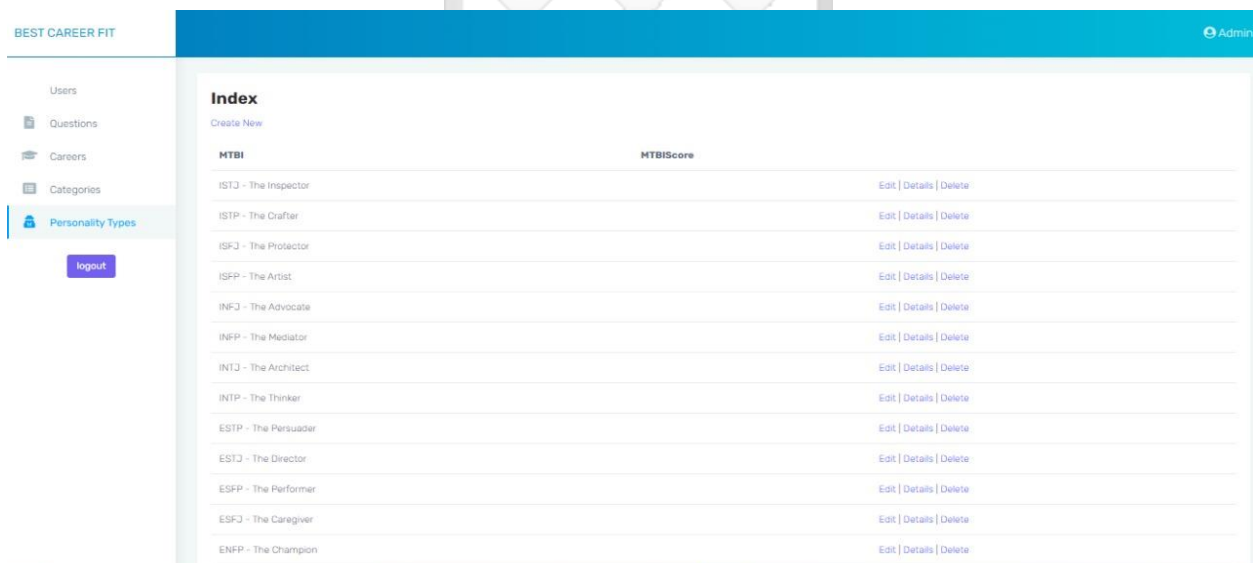 BEST CAREER FIT
Admin
Users
Questions
Careers
Categories
Personality Types
logout
Index
Create New
MTBI MTBIScore
ISTJ - The Inspector Edit | Details | Delete
ISTP - The Crafter Edit | Details | Delete
ISFJ - The Protector Edit | Details | Delete
ISFP - The Artist Edit | Details | Delete
INFJ - The Advocate Edit | Details | Delete
INFP - The Mediator Edit | Details | Delete
INTJ - The Architect Edit | Details | Delete
INTP - The Thinker Edit | Details | Delete
ESTP - The Persuader Edit | Details | Delete
ESTJ - The Director Edit | Details | Delete
ESFP - The Performer Edit | Details | Delete
ESFJ - The Caregiver Edit | Details | Delete
ENFP - The Champion Edit | Details | Delete